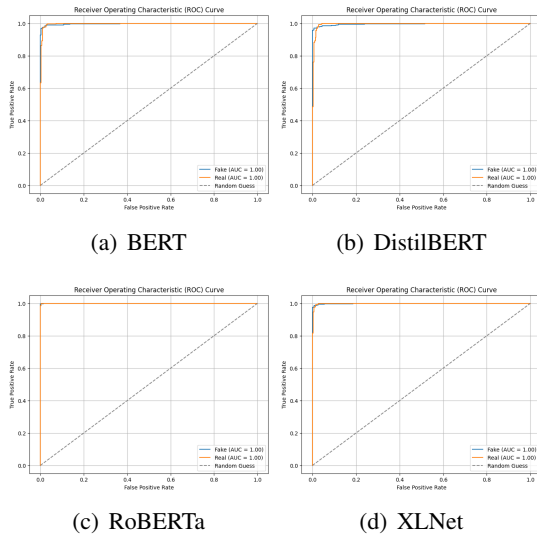 Receiver Operating Characteristic (ROC) Curve
1.0
0.8
0.6
0.4
0.2
0.0
True Positive Rate
0.0 0.2 0.4 0.6 0.8 1.0
False Positive Rate
Fake (AUC = 1.00)
Real (AUC = 1.00)
Random Guess
(a) BERT
Receiver Operating Characteristic (ROC) Curve
1.0
0.8
0.6
0.4
0.2
0.0
True Positive Rate
0.0 0.2 0.4 0.6 0.8 1.0
False Positive Rate
Fake (AUC = 1.00)
Real (AUC = 1.00)
Random Guess
(b) DistilBERT
Receiver Operating Characteristic (ROC) Curve
1.0
0.8
0.6
0.4
0.2
0.0
True Positive Rate
0.0 0.2 0.4 0.6 0.8 1.0
False Positive Rate
Fake (AUC = 1.00)
Real (AUC = 1.00)
Random Guess
(c) RoBERTa
Receiver Operating Characteristic (ROC) Curve
1.0
0.8
0.6
0.4
0.2
0.0
True Positive Rate
0.0 0.2 0.4 0.6 0.8 1.0
False Positive Rate
Fake (AUC = 1.00)
Real (AUC = 1.00)
Random Guess
(d) XLNet